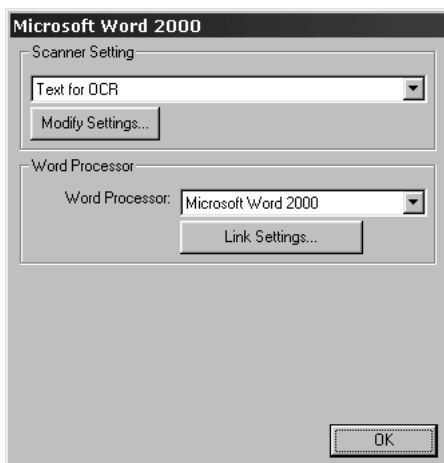 Microsoft Word 2000
Scanner Setting
Text for OCR
Modify Settings...
Word Processor
Word Processor: Microsoft Word 2000
Link Settings...
OK